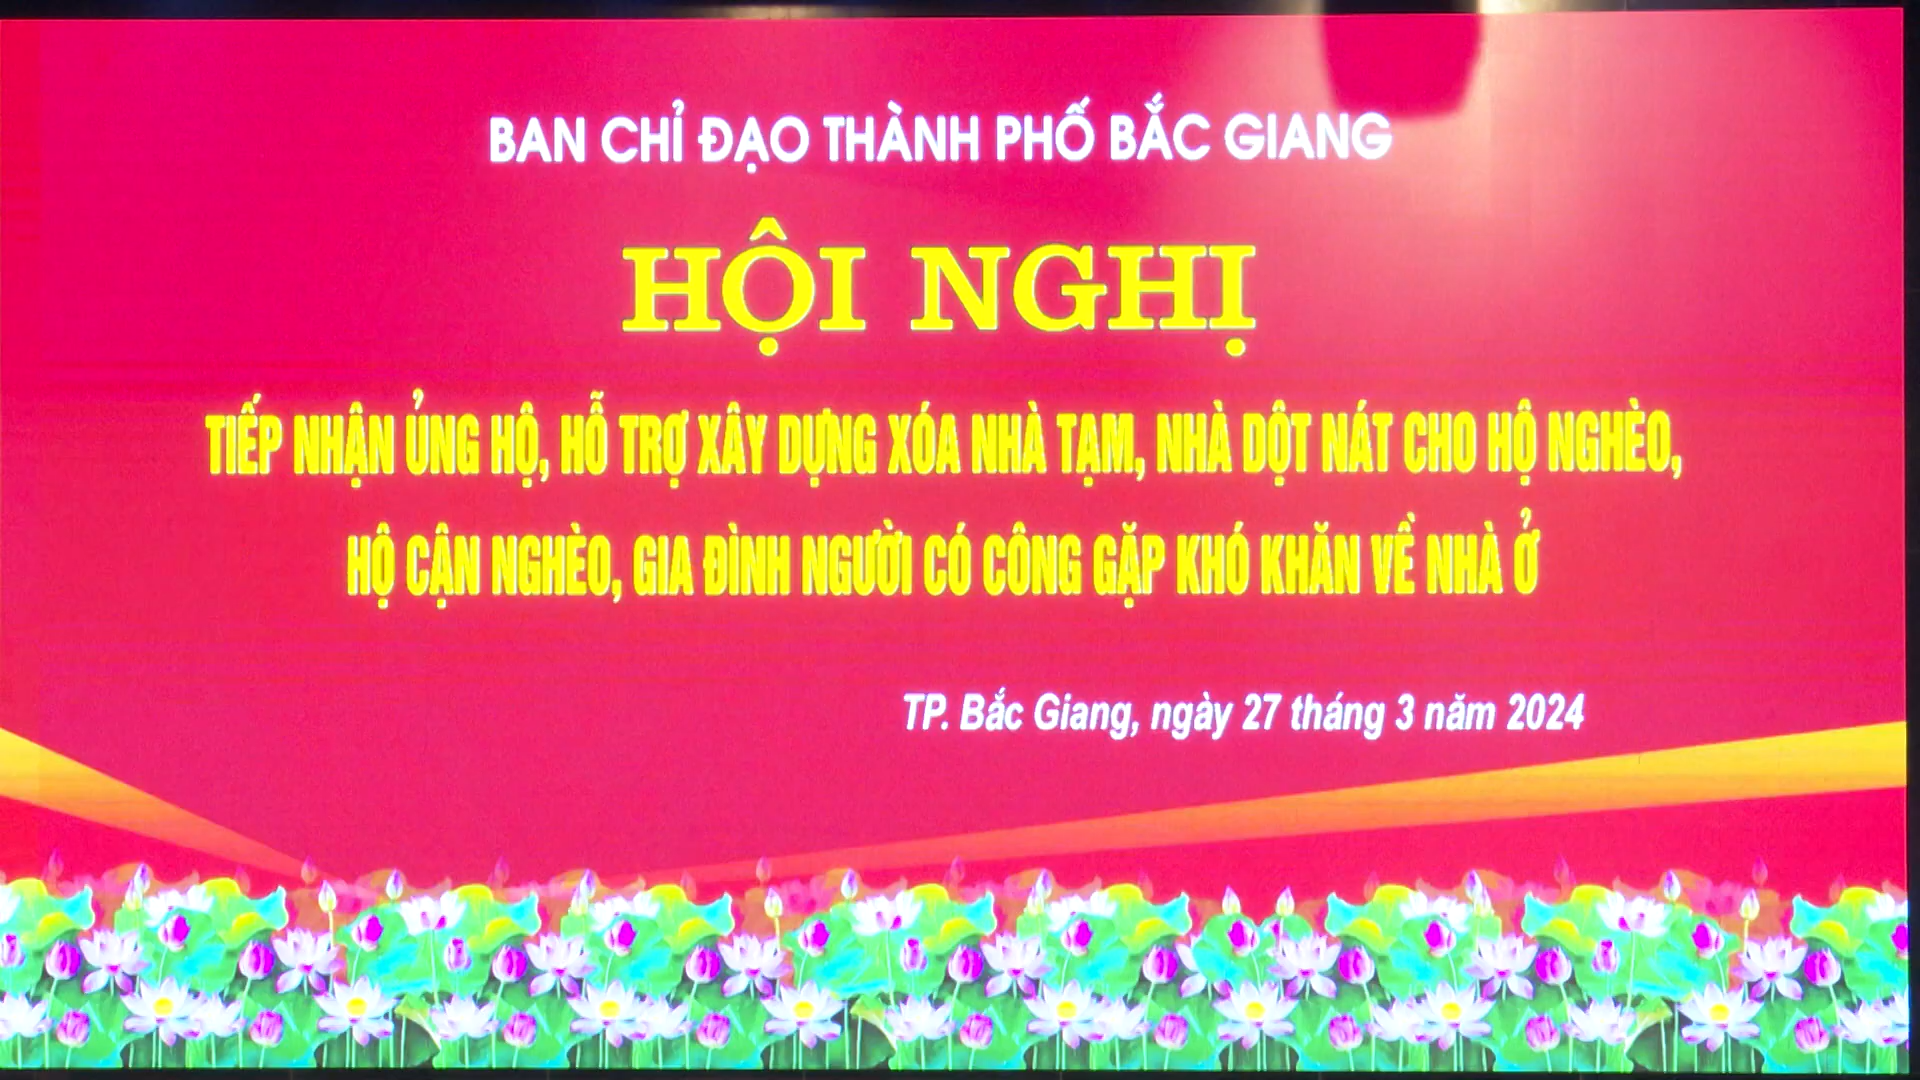 BAN CHỈ ĐẠO THÀNH PHỐ BẮC GIANG
HỘI NGHỊ
TIẾP NHẬN ỦNG HỘ, HỖ TRỢ XÂY DỰNG XÓA NHÀ TẠM, NHÀ DỘT NÁT CHO HỘ NGHÈO,
HỘ CẬN NGHÈO, GIA ĐÌNH NGƯỜI CÓ CÔNG GẶP KHÓ KHĂN VỀ NHÀ Ở
TP. Bắc Giang, ngày 27 tháng 3 năm 2024